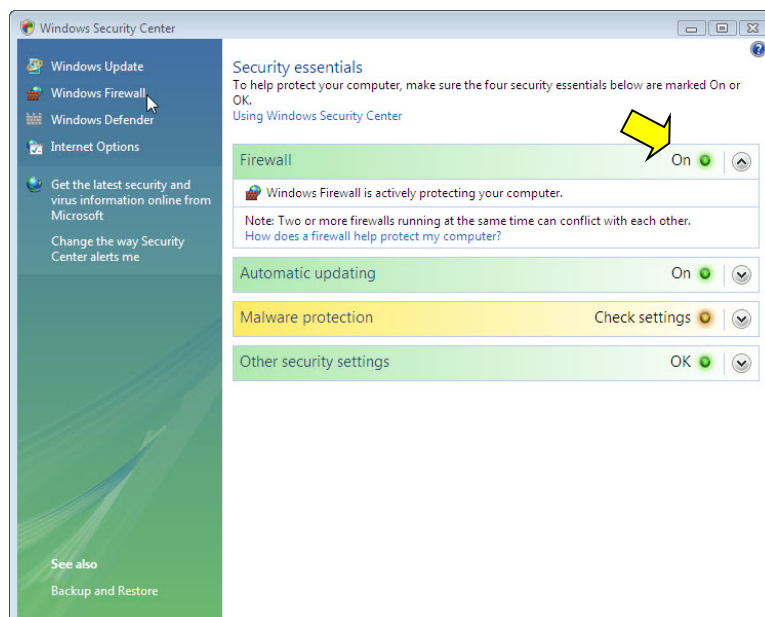 Windows Security Center
Windows Update
Windows Firewall
Windows Defender
Internet Options
Get the latest security and
virus information online from
Microsoft
Change the way Security
Center alerts me
See also
Backup and Restore
?
Security essentials
To help protect your computer, make sure the four security essentials below are marked On or
OK.
Using Windows Security Center
Firewall On
Windows Firewall is actively protecting your computer.
Note: Two or more firewalls running at the same time can conflict with each other.
How does a firewall help protect my computer?
Automatic updating On
Malware protection Check settings
Other security settings OK